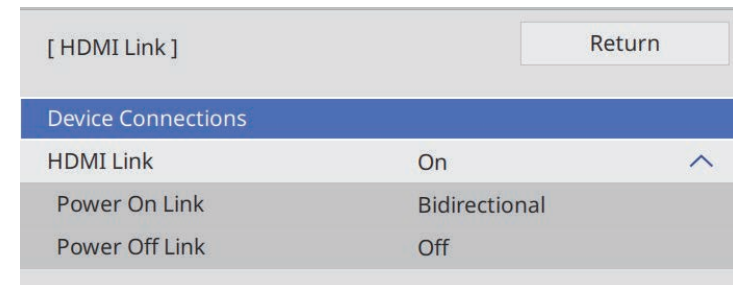 [ HDMI Link ] Return
Device Connections
HDMI Link On
Power On Link Bidirectional
Power Off Link Off